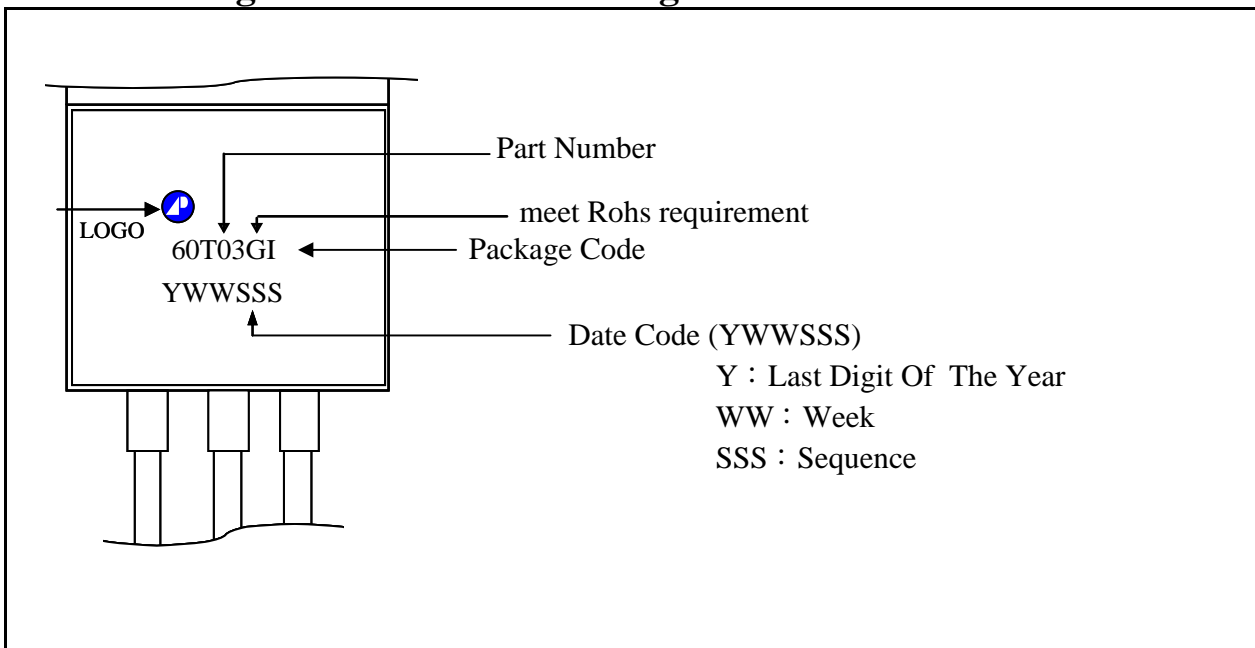 Part Number
meet Rohs requirement
LOGO
60T03GI
Package Code
YWWSSS
Date Code (YWWSSS)
Y：Last Digit Of The Year
WW：Week
SSS：Sequence